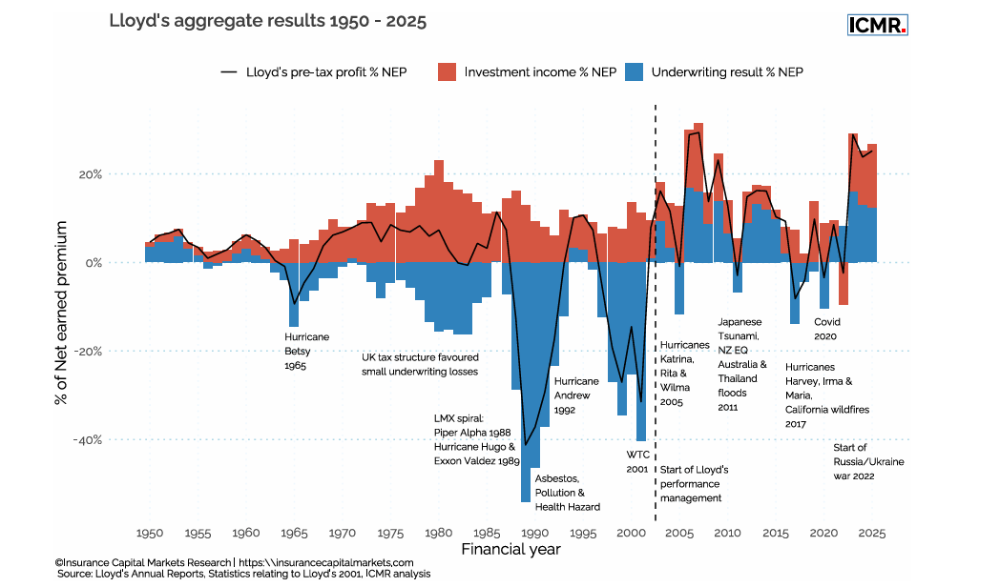 Lloyd's aggregate results 1950 - 2025
ICMR.
Lloyd's pre-tax profit % NEP
Investment income % NEP
Underwriting result % NEP
% of Net earned premium
20%
0%
-20%
-40%
Hurricane
Betsy
1965
UK tax structure favoured
small underwriting losses
LMX spiral:
Piper Alpha 1988
Hurricane Hugo &
Exxon Valdez 1989
Asbestos,
Pollution &
Health Hazard
Hurricane
Andrew
1992
WTC
2001
Start of Lloyd's
performance
management
Hurricanes
Katrina,
Rita &
Wilma
2005
Japanese
Tsunami,
NZ EQ
Australia &
Thailand
floods
2011
Hurricanes
Harvey, Irma &
Maria,
California wildfires
2017
Covid
2020
Start of
Russia/Ukraine
war 2022
1950 1955 1960 1965 1970 1975 1980 1985 1990 1995 2000 2005 2010 2015 2020 2025
Financial year
©Insurance Capital Markets Research | https:\\insurancecapitalmarkets,com
Source: Lloyd's Annual Reports, Statistics relating to Lloyd's 2001, ICMR analysis